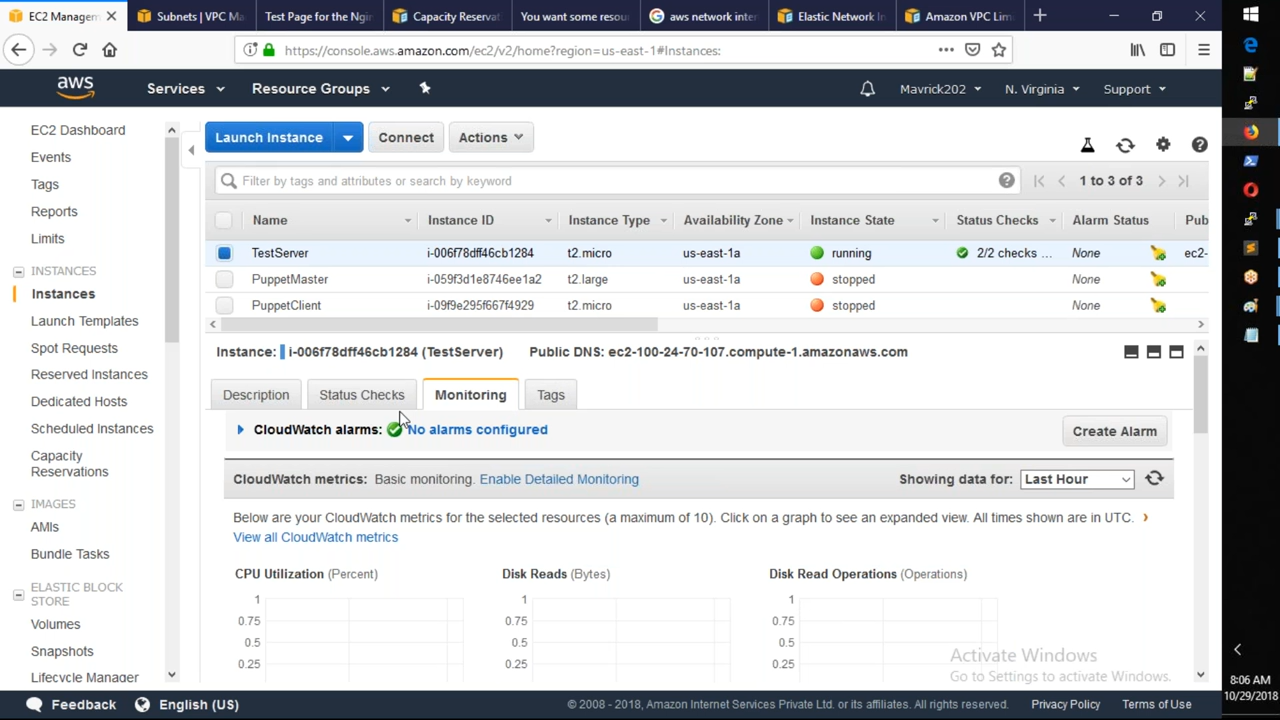 EC2 Managem
Subnets | VPC Ma
Test Page for the Ngi
Capacity Reservat
You want some resou
aws network inter
Elastic Network In
Amazon VPC Lim
https://console.aws.amazon.com/ec2/v2/home?region=us-east-1#Instances:
aws
Services
Resource Groups
Mavrick202
N. Virginia
Support
EC2 Dashboard
Events
Tags
Reports
Limits
INSTANCES
Instances
Launch Templates
Spot Requests
Reserved Instances
Dedicated Hosts
Scheduled Instances
Capacity
Reservations
IMAGES
AMIs
Bundle Tasks
ELASTIC BLOCK
STORE
Volumes
Snapshots
Lifecycle Manager
Launch Instance
Connect
Actions
Filter by tags and attributes or search by keyword
1 to 3 of 3
Name Instance ID Instance Type Availability Zone Instance State Status Checks Alarm Status Pub
TestServer i-006f78dff46cb1284 t2.micro us-east-1a running 2/2 checks ... None ec2-
PuppetMaster i-059f3d1e8746ee1a2 t2.large us-east-1a stopped None
PuppetClient i-09f9e295f667f4929 t2.micro us-east-1a stopped None
Instance: i-006f78dff46cb1284 (TestServer) Public DNS: ec2-100-24-70-107.compute-1.amazonaws.com
Description
Status Checks
Monitoring
Tags
CloudWatch alarms: No alarms configured
Create Alarm
CloudWatch metrics: Basic monitoring. Enable Detailed Monitoring
Showing data for: Last Hour
Below are your CloudWatch metrics for the selected resources (a maximum of 10). Click on a graph to see an expanded view. All times shown are in UTC.
View all CloudWatch metrics
CPU Utilization (Percent)
1
0.75
0.5
0.25
Disk Reads (Bytes)
1
0.75
0.5
0.25
Disk Read Operations (Operations)
1
0.75
0.5
0.25
Activate Windows
Go to Settings to activate Windows.
Feedback
English (US)
© 2008 - 2018, Amazon Internet Services Private Ltd. or its affiliates. All rights reserved.
Privacy Policy
Terms of Use
8:06 AM
10/29/2018